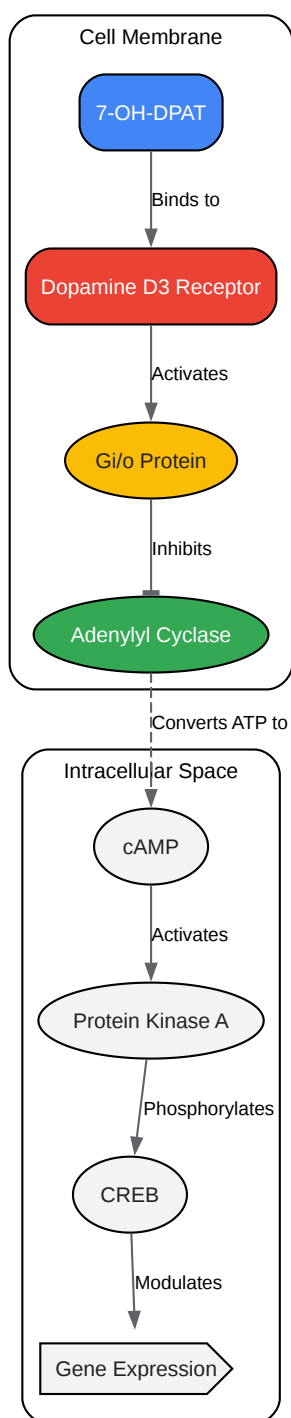 Cell Membrane
7-OH-DPAT
Binds to
Dopamine D3 Receptor
Activates
Gi/o Protein
Inhibits
Adenylyl Cyclase
Converts ATP to
Intracellular Space
cAMP
Activates
Protein Kinase A
Phosphorylates
CREB
Modulates
Gene Expression